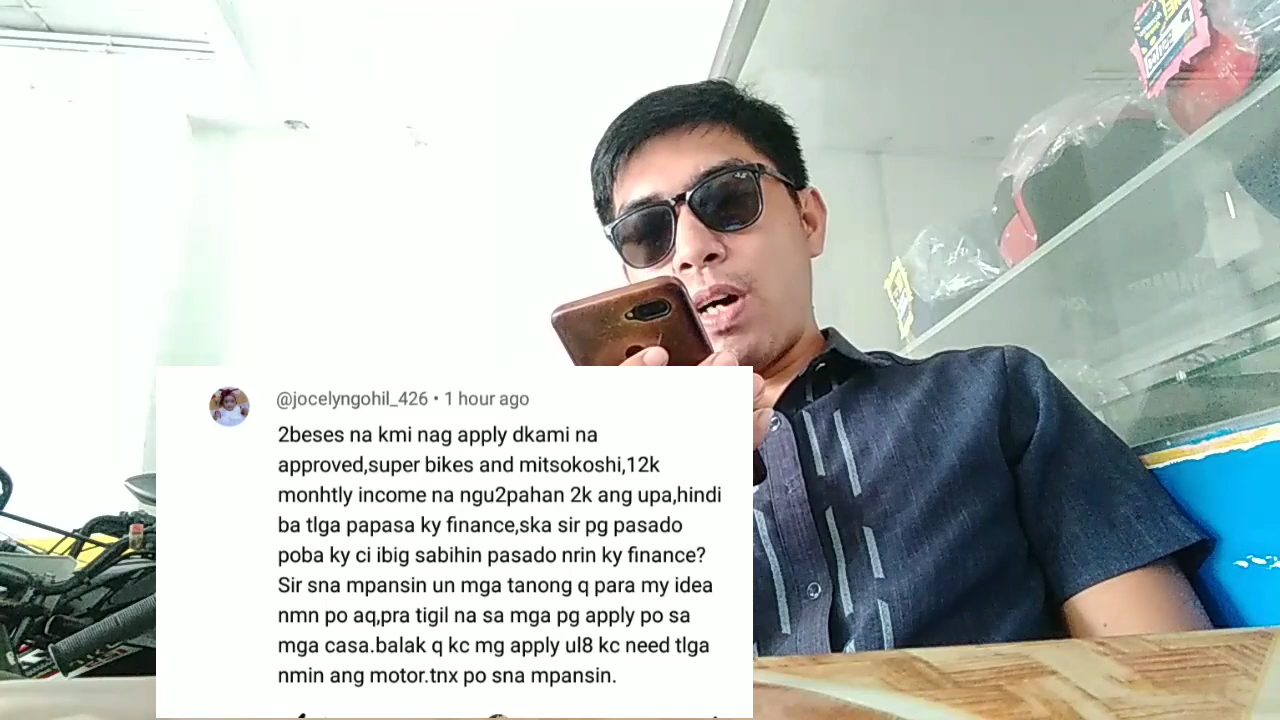 @jocelyngohil_426 • 1 hour ago
2beses na kmi nag apply dkami na
approved,super bikes and mitsokoshi,12k
monhtly income na ngu2pahan 2k ang upa,hindi
ba tlga papasa ky finance,ska sir pg pasado
poba ky ci ibig sabihin pasado nrin ky finance?
Sir sna mpansin un mga tanong q para my idea
nmn po aq,pra tigil na sa mga pg apply po sa
mga casa.balak q kc mg apply ul8 kc need tlga
nmin ang motor.tnx po sna mpansin.